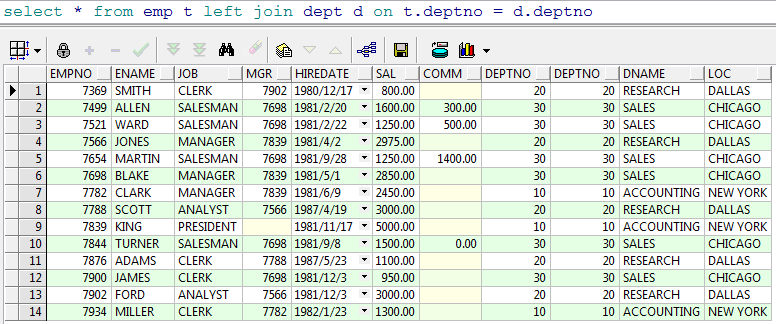 select * from emp t left join dept d on t.deptno = d.deptno
EMPNO ENAME JOB MGR HIREDATE SAL COMM DEPTNO DEPTNO DNAME LOC
1 7369 SMITH CLERK 7902 1980/12/17 800.00 20 20 RESEARCH DALLAS
2 7499 ALLEN SALESMAN 7698 1981/2/20 1600.00 300.00 30 30 SALES CHICAGO
3 7521 WARD SALESMAN 7698 1981/2/22 1250.00 500.00 30 30 SALES CHICAGO
4 7566 JONES MANAGER 7839 1981/4/2 2975.00 20 20 RESEARCH DALLAS
5 7654 MARTIN SALESMAN 7698 1981/9/28 1250.00 1400.00 30 30 SALES CHICAGO
6 7698 BLAKE MANAGER 7839 1981/5/1 2850.00 30 30 SALES CHICAGO
7 7782 CLARK MANAGER 7839 1981/6/9 2450.00 10 10 ACCOUNTING NEW YORK
8 7788 SCOTT ANALYST 7566 1987/4/19 3000.00 20 20 RESEARCH DALLAS
9 7839 KING PRESIDENT 1981/11/17 5000.00 10 10 ACCOUNTING NEW YORK
10 7844 TURNER SALESMAN 7698 1981/9/8 1500.00 0.00 30 30 SALES CHICAGO
11 7876 ADAMS CLERK 7788 1987/5/23 1100.00 20 20 RESEARCH DALLAS
12 7900 JAMES CLERK 7698 1981/12/3 950.00 30 30 SALES CHICAGO
13 7902 FORD ANALYST 7566 1981/12/3 3000.00 20 20 RESEARCH DALLAS
14 7934 MILLER CLERK 7782 1982/1/23 1300.00 10 10 ACCOUNTING NEW YORK